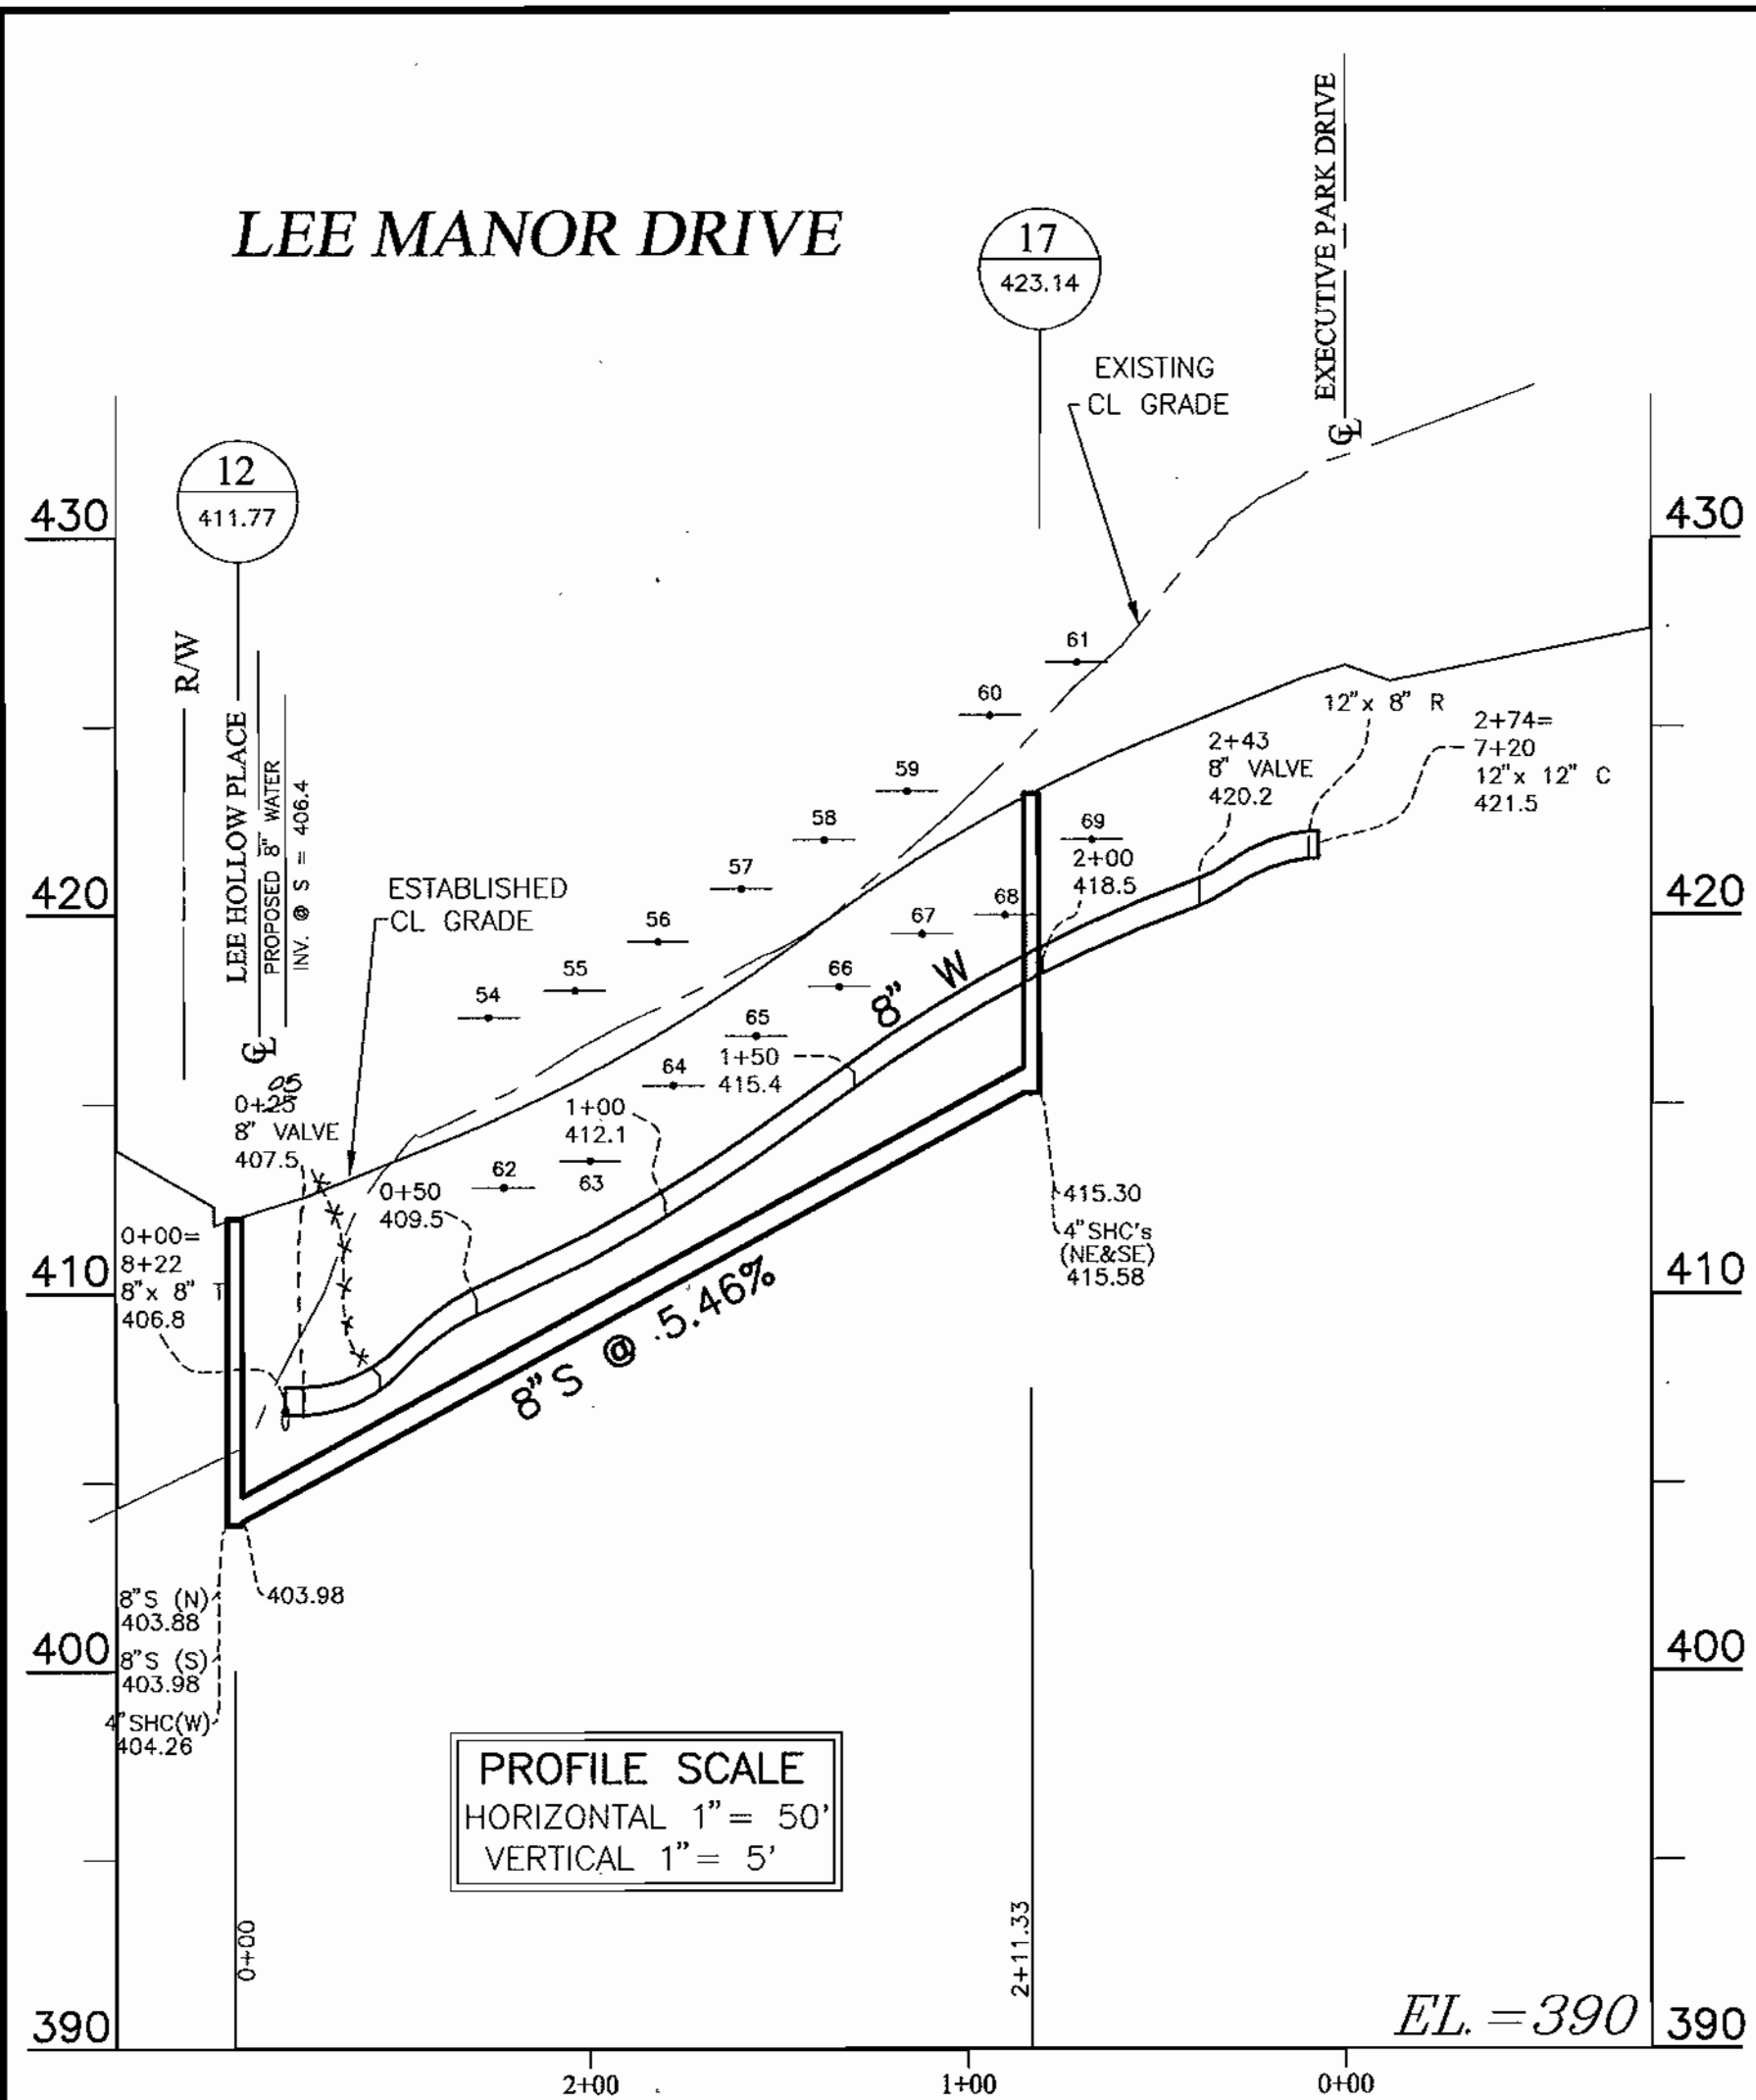 LEE MANOR DRIVE
17
423.14
EXECUTIVE PARK DRIVE
CL
EXISTING
CL GRADE
12
411.77
430
430
R/W
LEE HOLLOW PLACE
CL
PROPOSED 8" WATER
INV. @ S = 406.4
61
60
59
58
57
56
55
54
12"x 8" R
2+74=
7+20
12"x 12" C
421.5
2+43
8" VALVE
420.2
69
2+00
418.5
68
67
66
65
64
63
62
420
420
ESTABLISHED
CL GRADE
8" W
1+50
415.4
1+00
412.1
05
0+25
8" VALVE
407.5
0+50
409.5
0+00=
8+22
8"x 8" T
406.8
410
410
415.30
4"SHC's
(NE&SE)
415.58
8"S @ 5.46%
403.98
8"S (N)
403.88
8"S (S)
403.98
4"SHC(W)
404.26
400
400
PROFILE SCALE
HORIZONTAL 1"= 50'
VERTICAL 1"= 5'
0+00
2+11.33
EL. =390
390
390
2+00
1+00
0+00